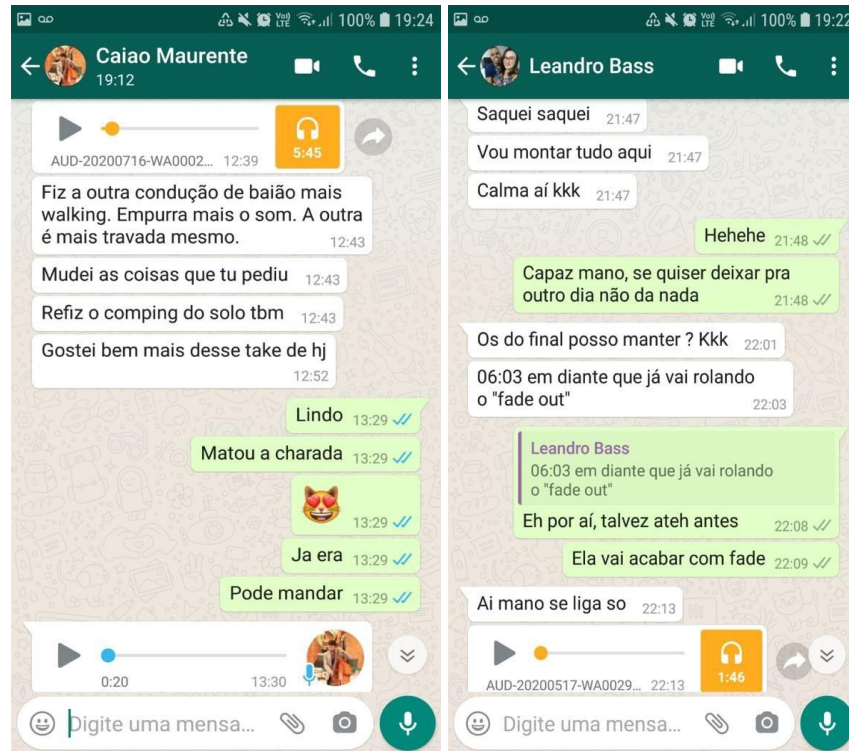 100% 19:24
Caiao Maurente
19:12
5:45
AUD-20200716-WA0002... 12:39
Fiz a outra condução de baião mais
walking. Empurra mais o som. A outra
é mais travada mesmo. 12:43
Mudei as coisas que tu pediu 12:43
Refiz o comping do solo tbm 12:43
Gostei bem mais desse take de hj
12:52
Lindo 13:29
Matou a charada 13:29
13:29
Ja era 13:29
Pode mandar 13:29
0:20 13:30
Digite uma mensa...
Vo)) LTE 100% 19:22
Leandro Bass
Saquei saquei 21:47
Vou montar tudo aqui 21:47
Calma aí kkk 21:47
Hehehe 21:48
Capaz mano, se quiser deixar pra
outro dia não da nada 21:48
Os do final posso manter ? Kkk 22:01
06:03 em diante que já vai rolando
o "fade out" 22:03
Leandro Bass
06:03 em diante que já vai rolando
o "fade out"
Eh por aí, talvez ateh antes 22:08
Ela vai acabar com fade 22:09
Ai mano se liga so 22:13
1:46
AUD-20200517-WA0029... 22:13
Digite uma mensa...